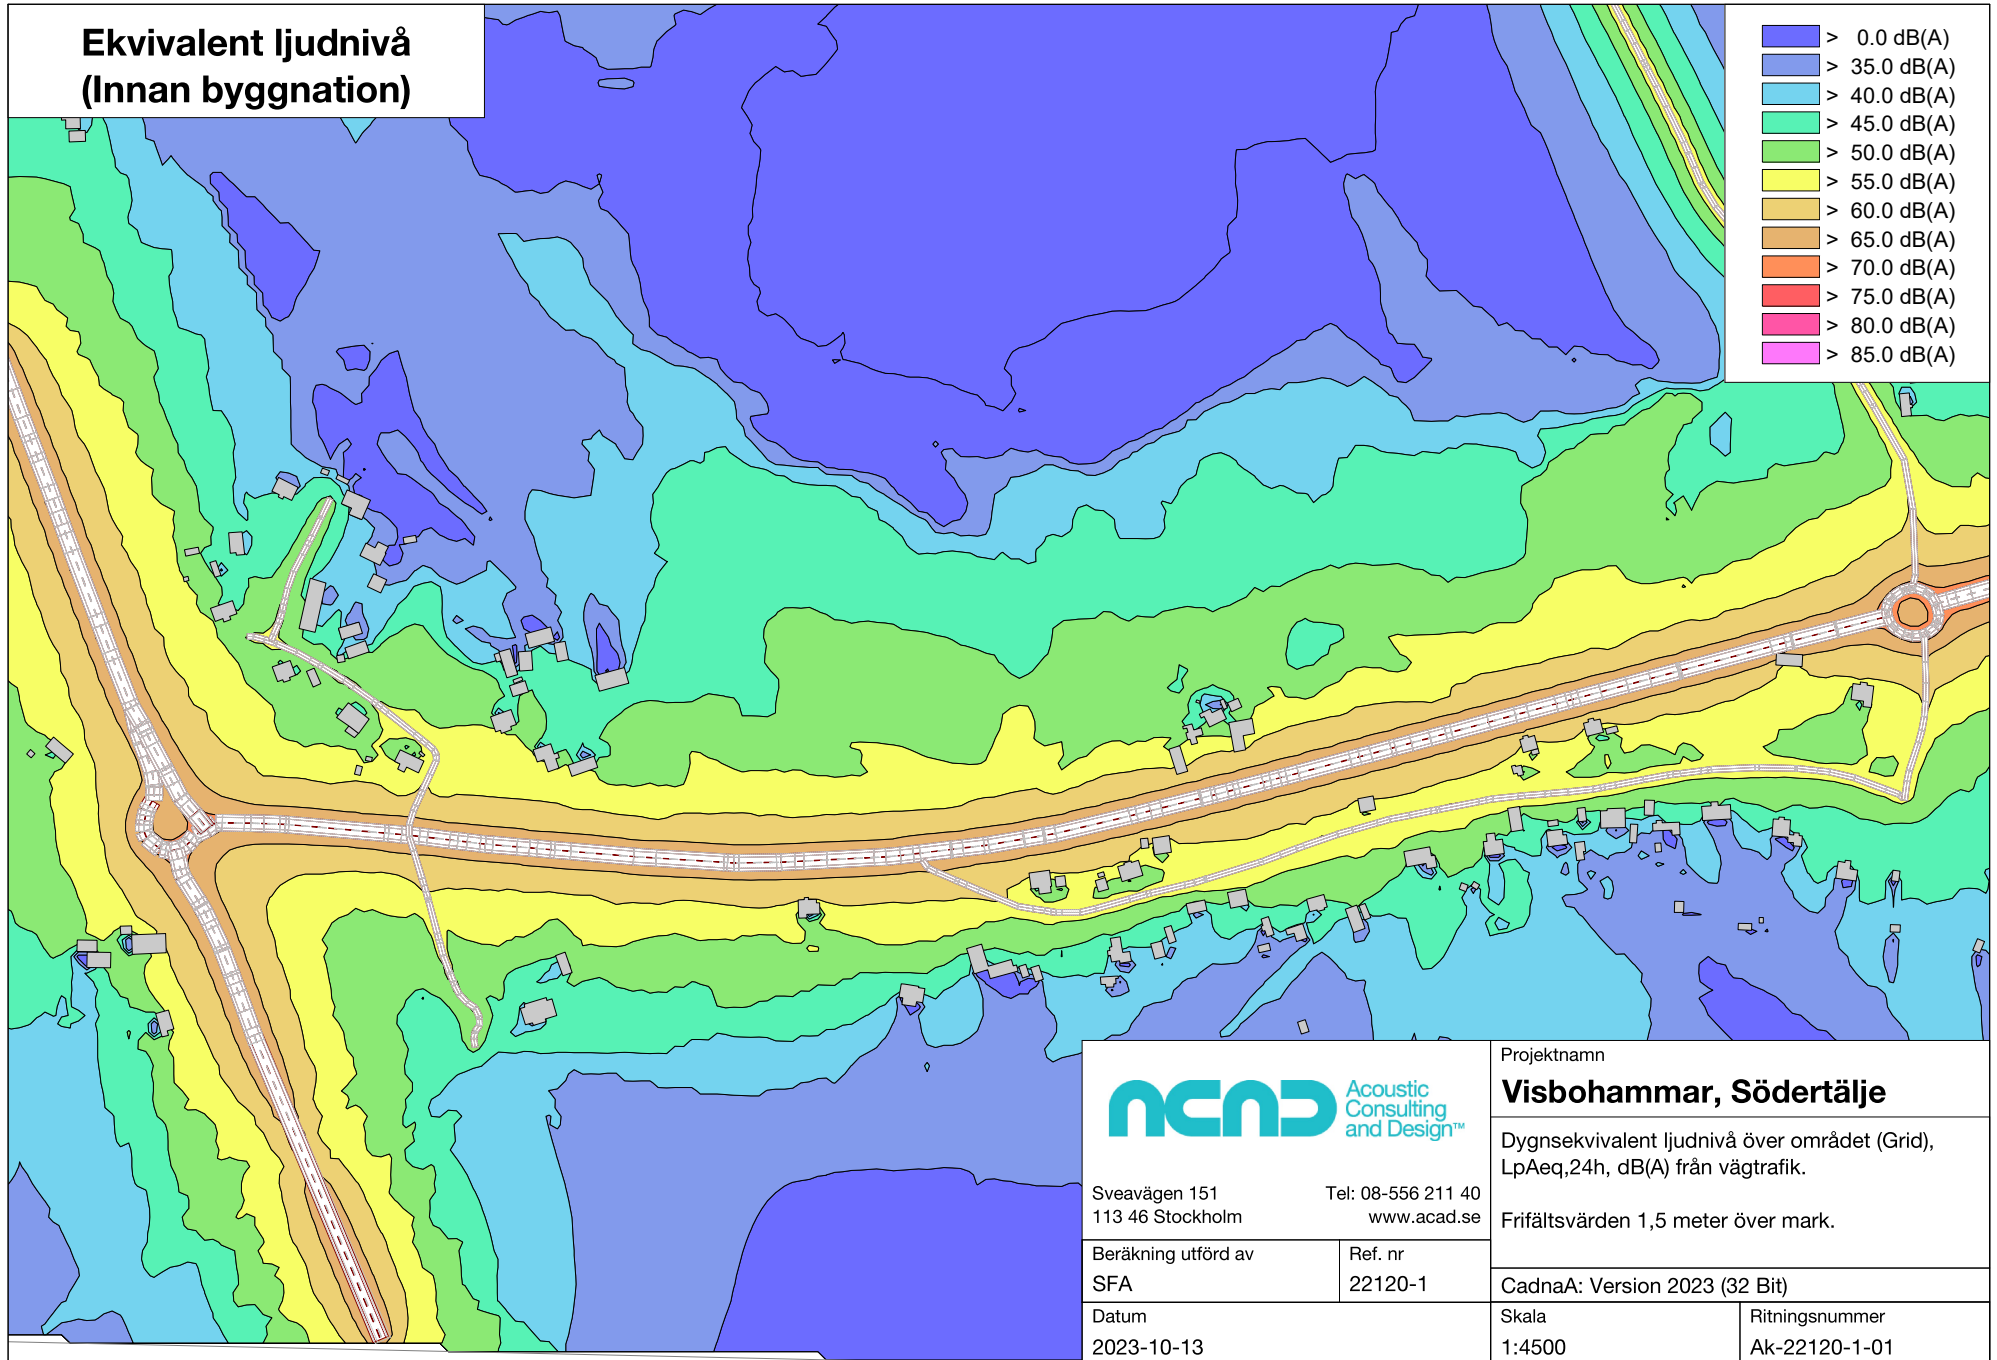 Ekvivalent ljudnivå
(Innan byggnation)
> 0.0 dB(A)
> 35.0 dB(A)
> 40.0 dB(A)
> 45.0 dB(A)
> 50.0 dB(A)
> 55.0 dB(A)
> 60.0 dB(A)
> 65.0 dB(A)
> 70.0 dB(A)
> 75.0 dB(A)
> 80.0 dB(A)
> 85.0 dB(A)
ACAD
Acoustic
Consulting
and Design™
Sveavägen 151
113 46 Stockholm
Tel: 08-556 211 40
www.acad.se
Beräkning utförd av
SFA
Ref. nr
22120-1
Datum
2023-10-13
Projektnamn
Visbohammar, Södertälje
Dygnsekvivalent ljudnivå över området (Grid),
LpAeq,24h, dB(A) från vägtrafik.
Frifältsvärden 1,5 meter över mark.
CadnaA: Version 2023 (32 Bit)
Skala
1:4500
Ritningsnummer
Ak-22120-1-01